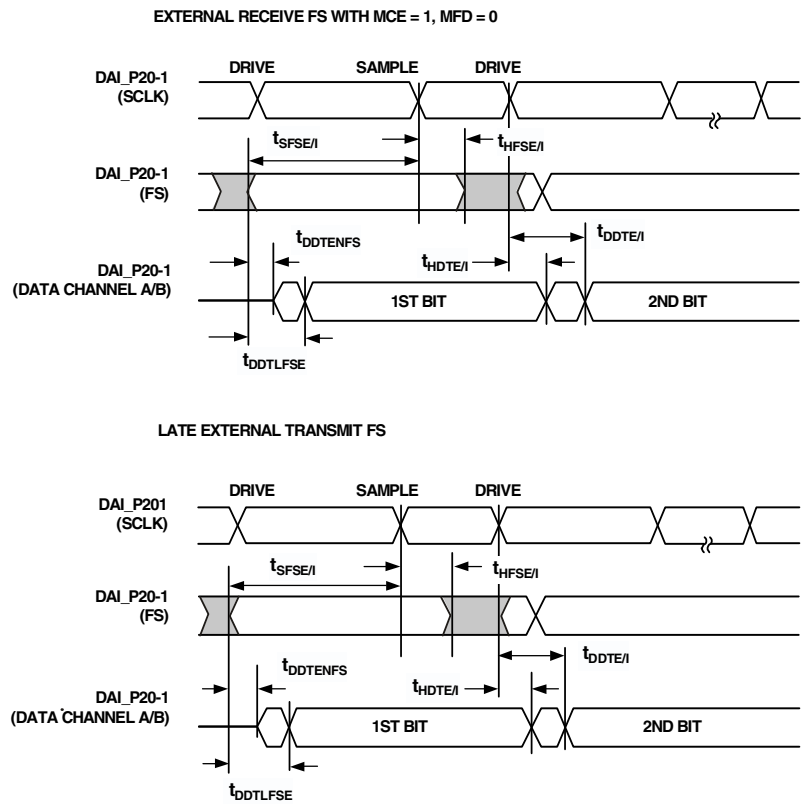 EXTERNAL RECEIVE FS WITH MCE = 1, MFD = 0
DRIVE SAMPLE DRIVE
DAI_P20-1
(SCLK)
tSFSE/I tHFSE/I
DAI_P20-1
(FS)
tDDTENFS tHDTE/I tDDTE/I
DAI_P20-1
(DATA CHANNEL A/B)
1ST BIT 2ND BIT
tDDTLFSE
LATE EXTERNAL TRANSMIT FS
DRIVE SAMPLE DRIVE
DAI_P201
(SCLK)
tSFSE/I tHFSE/I
DAI_P20-1
(FS)
tDDTENFS tHDTE/I tDDTE/I
DAI_P20-1
(DATA CHANNEL A/B)
1ST BIT 2ND BIT
tDDTLFSE